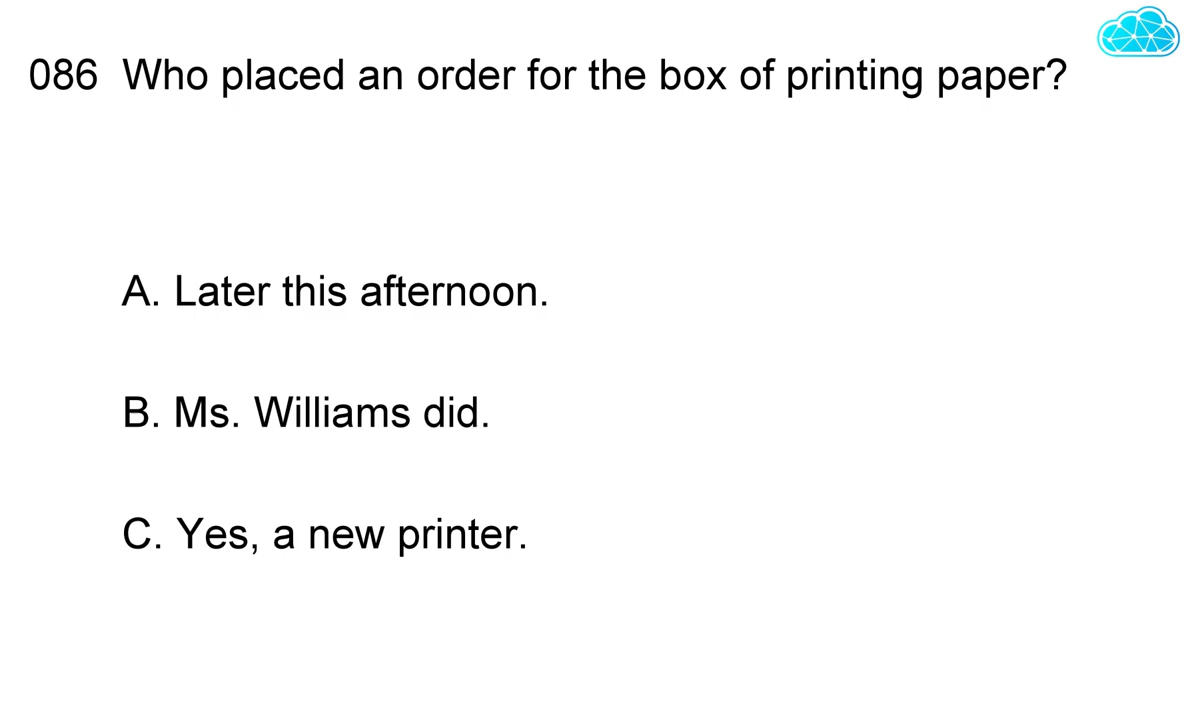 086 Who placed an order for the box of printing paper?
A. Later this afternoon.
B. Ms. Williams did.
C. Yes, a new printer.